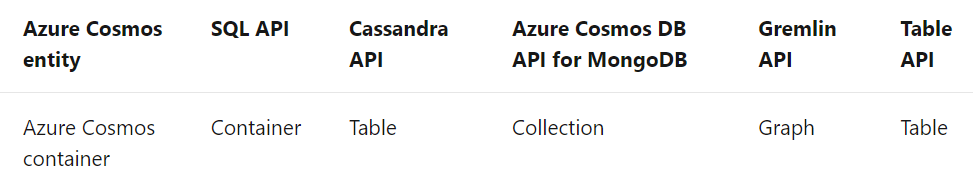 Azure Cosmos entity SQL API Cassandra API Azure Cosmos DB API for MongoDB Gremlin API Table API
Azure Cosmos container Container Table Collection Graph Table